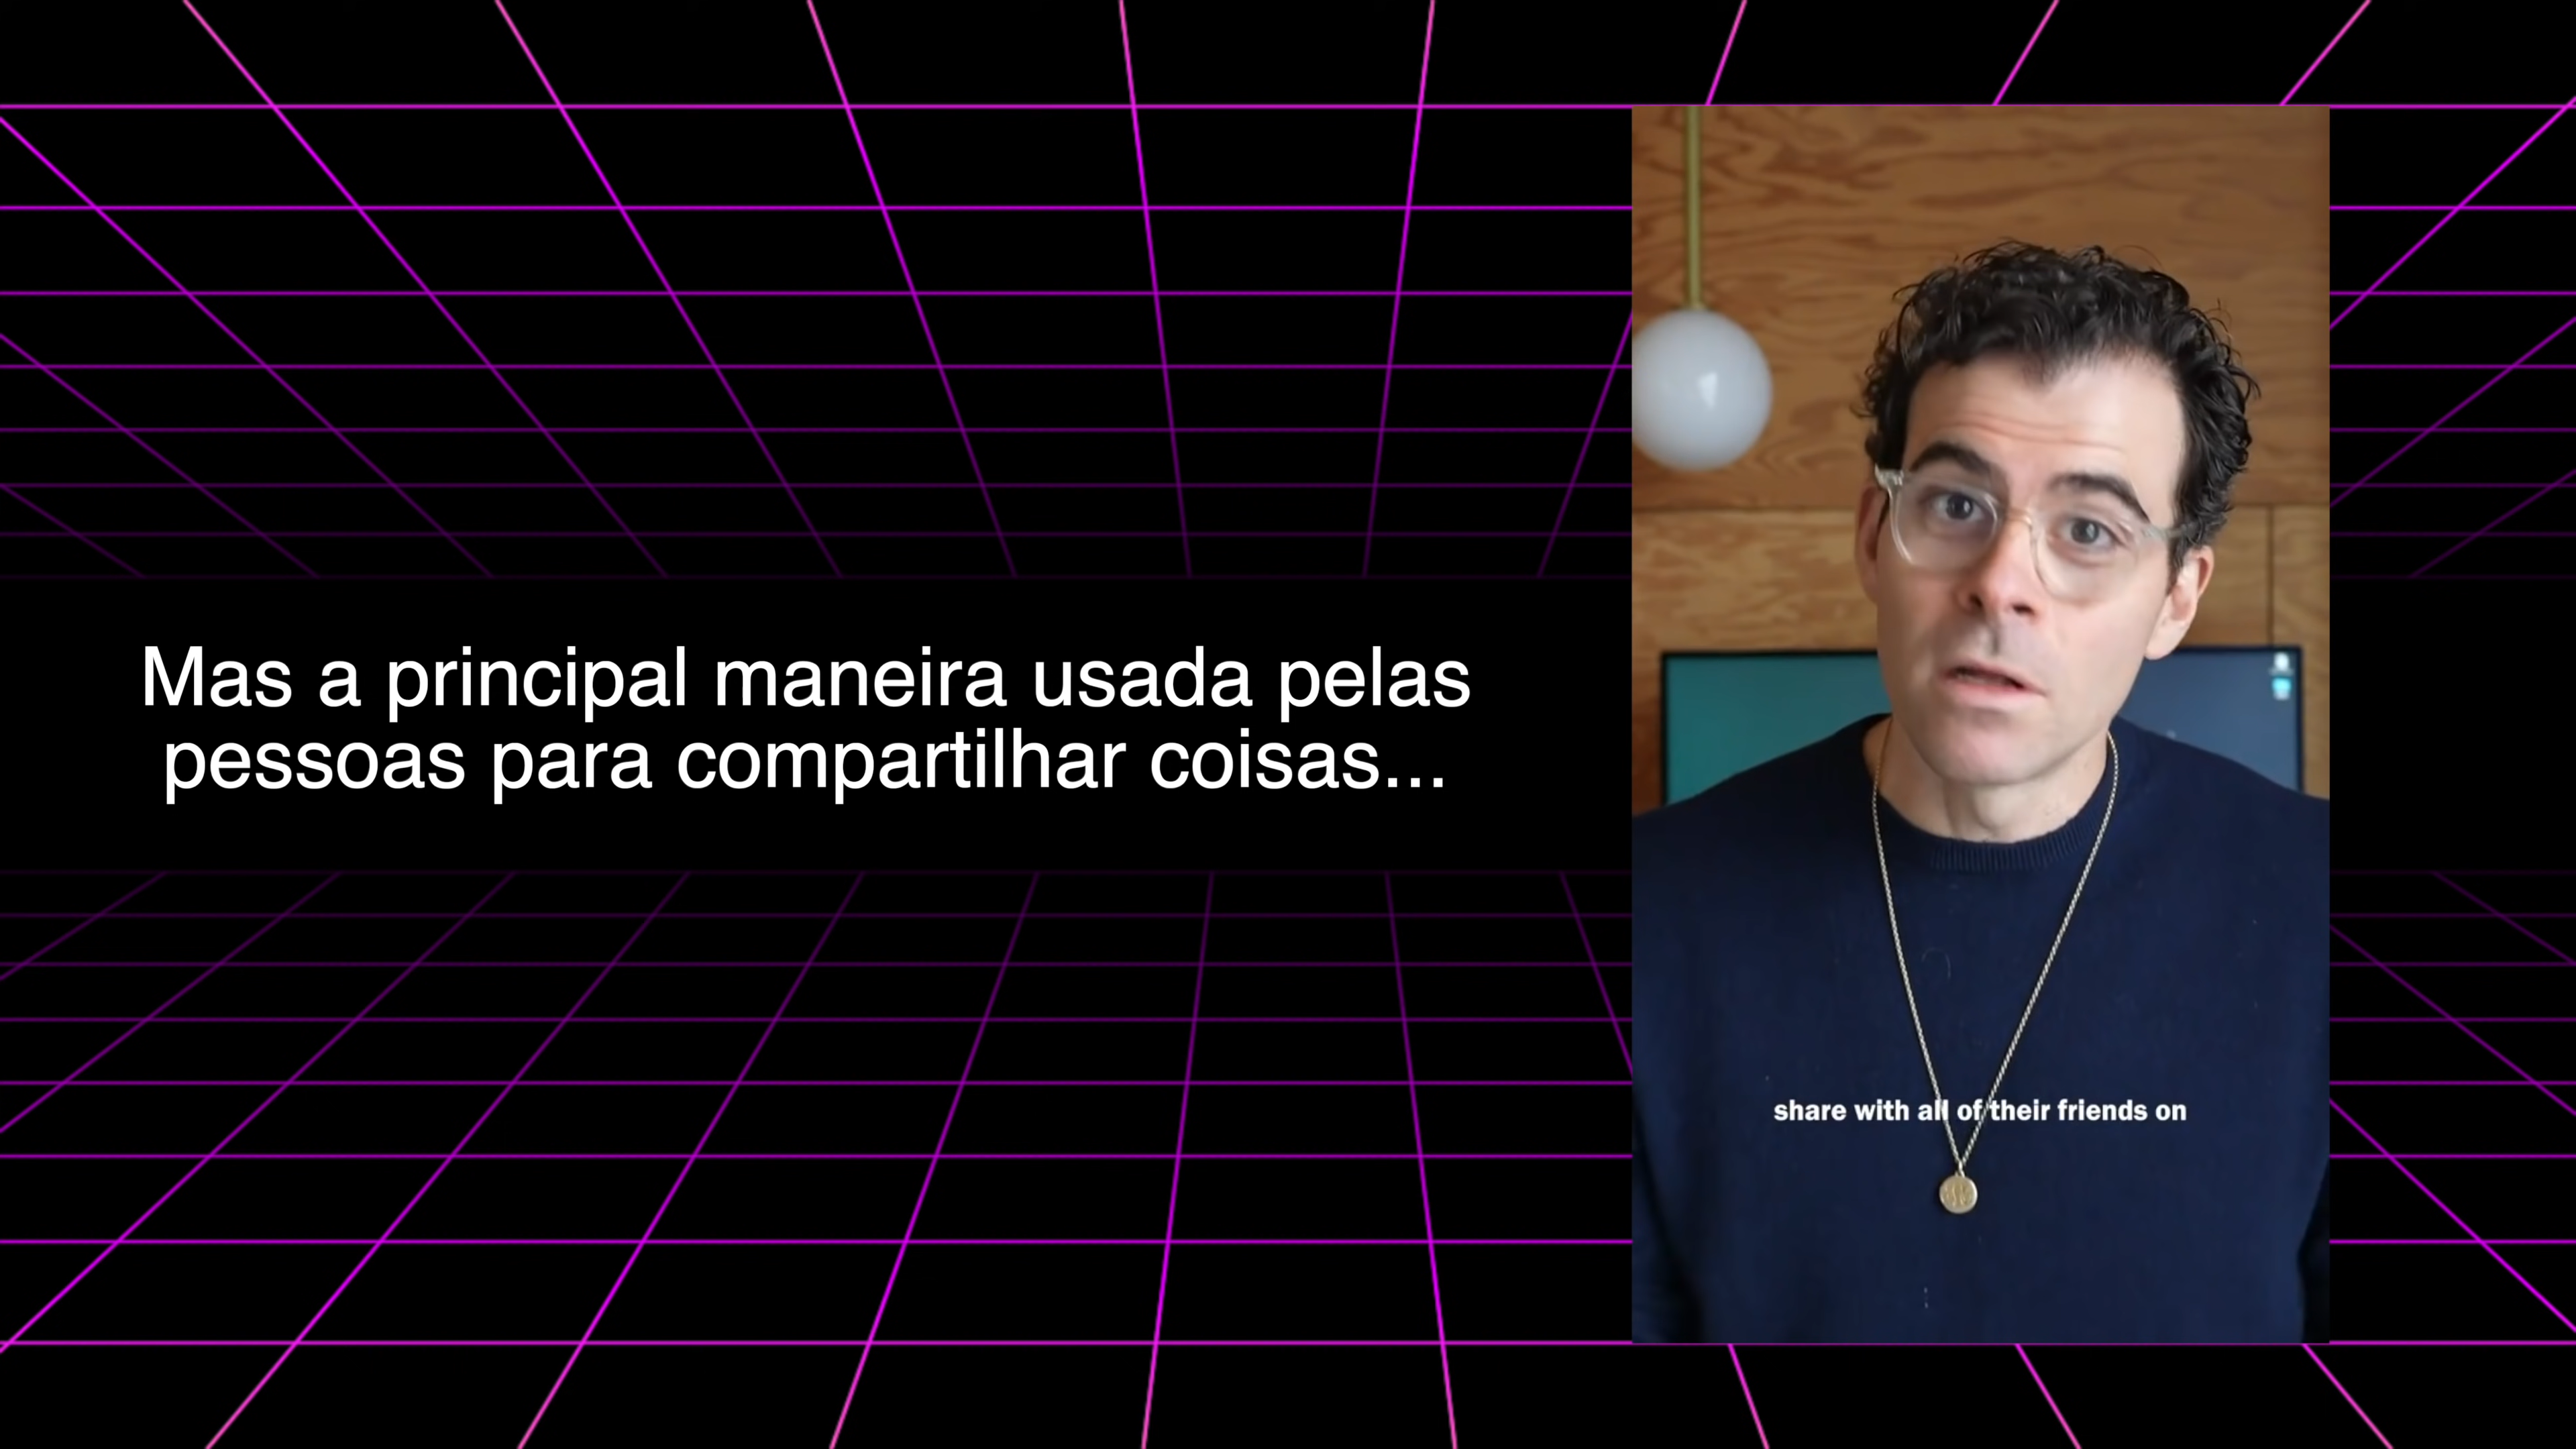 Mas a principal maneira usada pelas
pessoas para compartilhar coisas...
share with all of their friends on